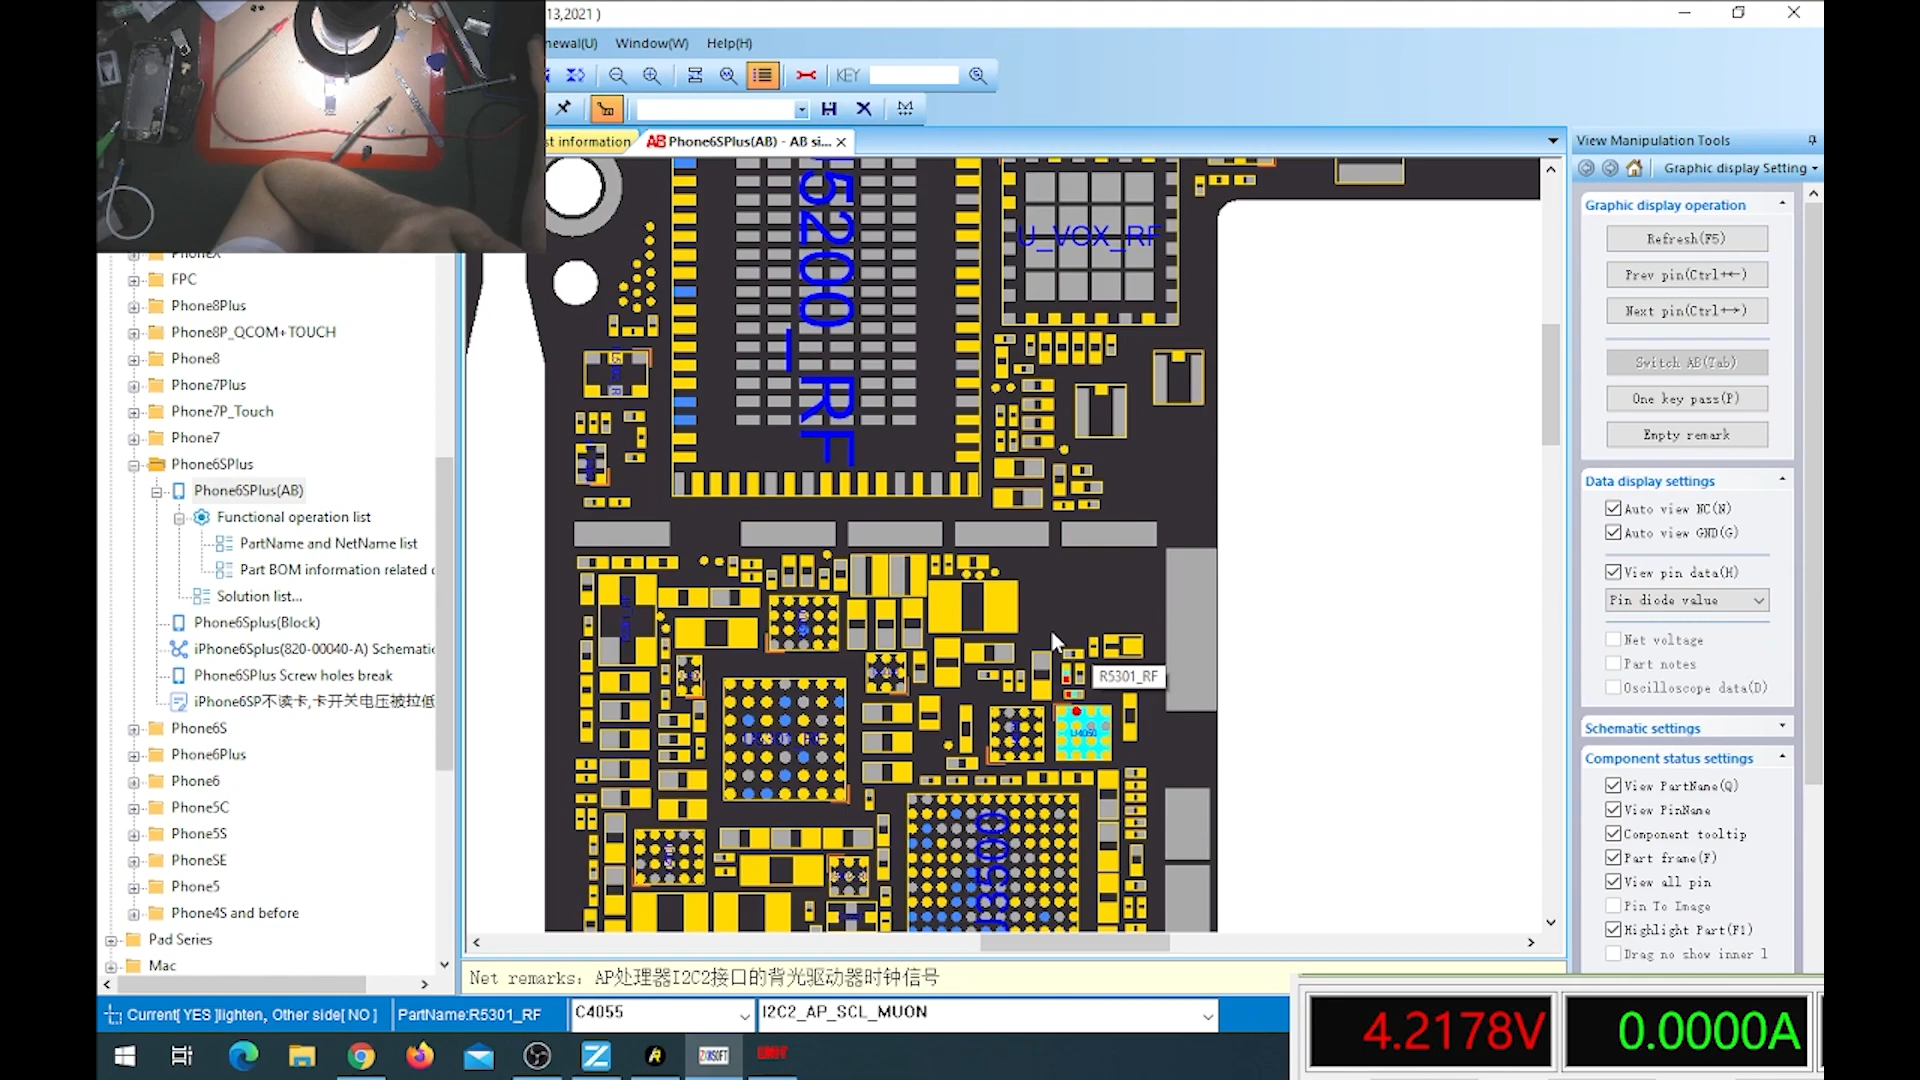 13,2021 )
newal(U) Window(W) Help(H)
KEY
st information
AB Phone6SPlus(AB) - AB si...
View Manipulation Tools
Graphic display Setting
Graphic display operation
Refresh(F5)
Prev pin(Ctrl+←)
Next pin(Ctrl+→)
Switch AB(Tab)
One key pass(P)
Empty remark
Data display settings
Auto view NC(N)
Auto view GND(G)
View pin data(H)
Pin diode value
Net voltage
Part notes
Oscilloscope data(D)
Schematic settings
Component status settings
View PartName(Q)
View PinName
Component tooltip
Part frame(F)
View all pin
Pin To Image
Highlight Part(F1)
Drag no show inner l
PhoneX
FPC
Phone8Plus
Phone8P_QCOM+TOUCH
Phone8
Phone7Plus
Phone7P_Touch
Phone7
Phone6SPlus
Phone6SPlus(AB)
Functional operation list
PartName and NetName list
Part BOM information related
Solution list...
Phone6Splus(Block)
iPhone6Splus(820-00040-A) Schematic
Phone6SPlus Screw holes break
iPhone6SP不读卡,卡开关电压被拉低
Phone6S
Phone6Plus
Phone6
Phone5C
Phone5S
PhoneSE
Phone5
Phone4S and before
Pad Series
Mac
U5200_RF
U_VOX_RF
R5301_RF
U4050
Net remarks: AP处理器I2C2接口的背光驱动器时钟信号
Current[ YES ]lighten, Other side[ NO ]
PartName:R5301_RF
C4055
I2C2_AP_SCL_MUON
4.2178V
0.0000A
ZXWSOFT